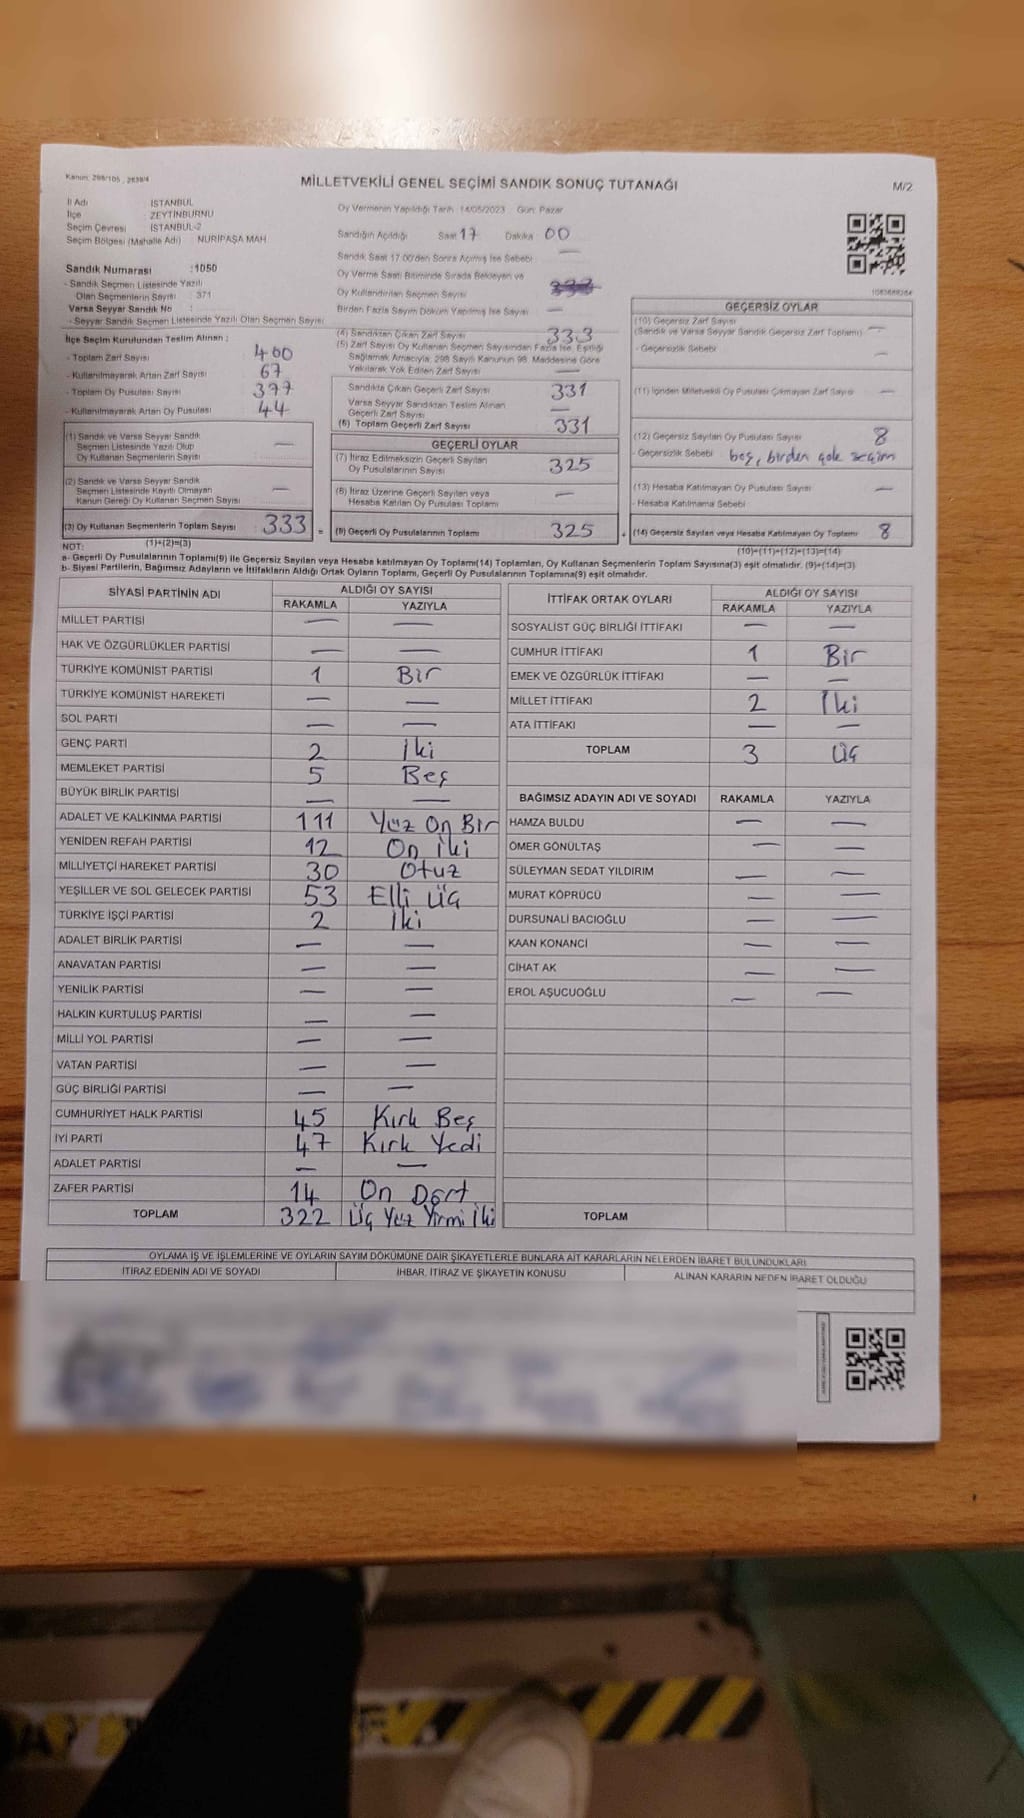 Kanun: 298/105 , 2839/4
MİLLETVEKİLİ GENEL SEÇİMİ SANDIK SONUÇ TUTANAĞI
M/2
İl Adı : İSTANBUL
İlçe : ZEYTİNBURNU
Seçim Çevresi : İSTANBUL-2
Seçim Bölgesi (Mahalle Adı) : NURİPAŞA MAH
Sandık Numarası :1050
- Sandık Seçmen Listesinde Yazılı
Olan Seçmenlerin Sayısı : 371
Varsa Seyyar Sandık No :
- Seyyar Sandık Seçmen Listesinde Yazılı Olan Seçmen Sayısı :
İlçe Seçim Kurulundan Teslim Alınan ;
- Toplam Zarf Sayısı 400
- Kullanılmayarak Artan Zarf Sayısı 67
- Toplam Oy Pusulası Sayısı 377
- Kullanılmayarak Artan Oy Pusulası 44
Oy Vermenin Yapıldığı Tarih : 14/05/2023 Gün: Pazar
Sandığın Açıldığı Saat 17 Dakika 00
Sandık Saat 17.00'den Sonra Açılmış İse Sebebi : —
Oy Verme Saati Bitiminde Sırada Bekleyen ve
Oy Kullandırılan Seçmen Sayısı
Birden Fazla Sayım Döküm Yapılmış İse Sayısı —
(4) Sandıktan Çıkan Zarf Sayısı 333
(5) Zarf Sayısı Oy Kullanan Seçmen Sayısından Fazla İse, Eşitliği
Sağlamak Amacıyla; 298 Sayılı Kanunun 98. Maddesine Göre
Yakılarak Yok Edilen Zarf Sayısı —
Sandıkta Çıkan Geçerli Zarf Sayısı 331
Varsa Seyyar Sandıktan Teslim Alınan
Geçerli Zarf Sayısı —
(6) Toplam Geçerli Zarf Sayısı 331
GEÇERLİ OYLAR
(7) İtiraz Edilmeksizin Geçerli Sayılan
Oy Pusulalarının Sayısı 325
(8) İtiraz Üzerine Geçerli Sayılan veya
Hesaba Katılan Oy Pusulası Toplamı —
(9) Geçerli Oy Pusulalarının Toplamı 325
GEÇERSİZ OYLAR
(10) Geçersiz Zarf Sayısı
(Sandık ve Varsa Seyyar Sandık Geçersiz Zarf Toplamı) —
- Geçersizlik Sebebi : —
(11) İçinden Milletvekili Oy Pusulası Çıkmayan Zarf Sayısı —
(12) Geçersiz Sayılan Oy Pusulası Sayısı 8
- Geçersizlik Sebebi : boş, birden çok seçim
(13) Hesaba Katılmayan Oy Pusulası Sayısı —
- Hesaba Katılmama Sebebi :
(14) Geçersiz Sayılan veya Hesaba Katılmayan Oy Toplamı 8
(1) Sandık ve Varsa Seyyar Sandık
Seçmen Listesinde Yazılı Olup
Oy Kullanan Seçmenlerin Sayısı —
(2) Sandık ve Varsa Seyyar Sandık
Seçmen Listesinde Kayıtlı Olmayan
Kanun Gereği Oy Kullanan Seçmen Sayısı —
(3) Oy Kullanan Seçmenlerin Toplam Sayısı 333
(1)+(2)=(3)
(10)+(11)+(12)+(13)=(14)
NOT:
a- Geçerli Oy Pusulalarının Toplamı(9) ile Geçersiz Sayılan veya Hesaba katılmayan Oy Toplamı(14) Toplamları, Oy Kullanan Seçmenlerin Toplam Sayısına(3) eşit olmalıdır. (9)+(14)=(3)
b- Siyasi Partilerin, Bağımsız Adayların ve İttifakların Aldığı Oy Sayıları Ortak Oyların Toplamı, Geçerli Oy Pusulalarının Toplamına(9) eşit olmalıdır.
SİYASİ PARTİNİN ADI ALDIĞI OY SAYISI
RAKAMLA YAZIYLA
MİLLET PARTİSİ — —
HAK VE ÖZGÜRLÜKLER PARTİSİ — —
TÜRKİYE KOMÜNİST PARTİSİ 1 Bir
TÜRKİYE KOMÜNİST HAREKETİ — —
SOL PARTİ — —
GENÇ PARTİ 2 İki
MEMLEKET PARTİSİ 5 Beş
BÜYÜK BİRLİK PARTİSİ — —
ADALET VE KALKINMA PARTİSİ 111 Yüz On Bir
YENİDEN REFAH PARTİSİ 12 On İki
MİLLİYETÇİ HAREKET PARTİSİ 30 Otuz
YEŞİLLER VE SOL GELECEK PARTİSİ 53 Elli Üç
TÜRKİYE İŞÇİ PARTİSİ 2 İki
ADALET BİRLİK PARTİSİ — —
ANAVATAN PARTİSİ — —
YENİLİK PARTİSİ — —
HALKIN KURTULUŞ PARTİSİ — —
MİLLİ YOL PARTİSİ — —
VATAN PARTİSİ — —
GÜÇ BİRLİĞİ PARTİSİ — —
CUMHURİYET HALK PARTİSİ 45 Kırk Beş
İYİ PARTİ 47 Kırk Yedi
ADALET PARTİSİ — —
ZAFER PARTİSİ 14 On Dört
TOPLAM 322 Üç Yüz Yirmi İki
İTTİFAK ORTAK OYLARI ALDIĞI OY SAYISI
RAKAMLA YAZIYLA
SOSYALİST GÜÇ BİRLİĞİ İTTİFAKI — —
CUMHUR İTTİFAKI 1 Bir
EMEK VE ÖZGÜRLÜK İTTİFAKI — —
MİLLET İTTİFAKI 2 İki
ATA İTTİFAKI — —
TOPLAM 3 Üç
BAĞIMSIZ ADAYIN ADI VE SOYADI RAKAMLA YAZIYLA
HAMZA BULDU — —
ÖMER GÖNÜLTAŞ — —
SÜLEYMAN SEDAT YILDIRIM — —
MURAT KÖPRÜCÜ — —
DURSUNALİ BACIOĞLU — —
KAAN KONANCİ — —
CİHAT AK — —
EROL AŞUCUOĞLU — —
TOPLAM
OYLAMA İŞ VE İŞLEMLERİNE VE OYLARIN SAYIM DÖKÜMÜNE DAİR ŞİKAYETLERLE BUNLARA AİT KARARLARIN NELERDEN İBARET BULUNDUKLARI
İTİRAZ EDENİN ADI VE SOYADI İHBAR, İTİRAZ VE ŞİKAYETİN KONUSU ALINAN KARARIN NEDEN İBARET OLDUĞU